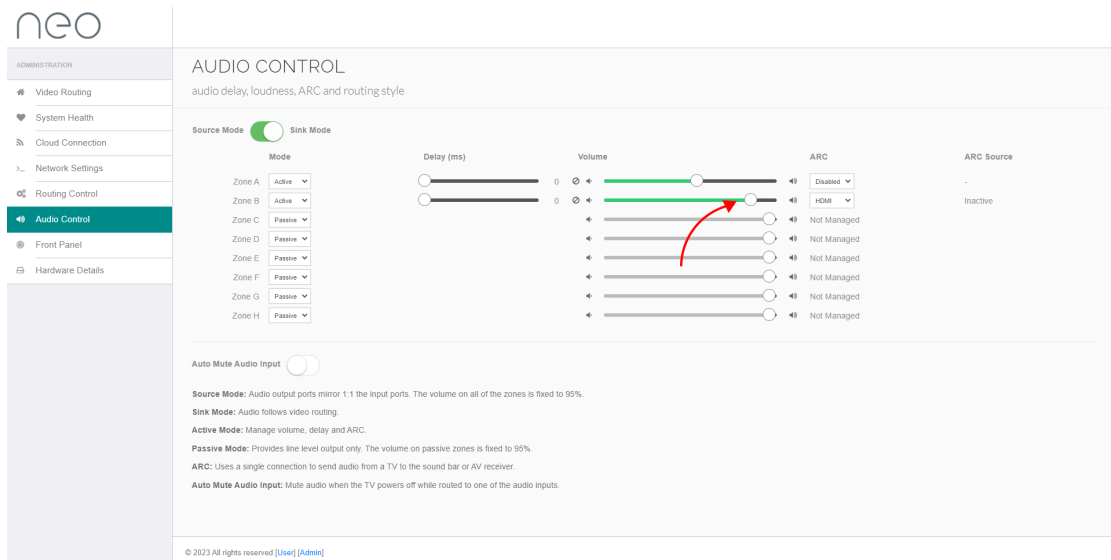 neo
ADMINISTRATION
Video Routing
System Health
Cloud Connection
Network Settings
Routing Control
Audio Control
Front Panel
Hardware Details
AUDIO CONTROL
audio delay, loudness, ARC and routing style
Source Mode Sink Mode
Mode Delay (ms) Volume ARC ARC Source
Zone A Active 0 Disabled -
Zone B Active 0 HDMI Inactive
Zone C Passive Not Managed
Zone D Passive Not Managed
Zone E Passive Not Managed
Zone F Passive Not Managed
Zone G Passive Not Managed
Zone H Passive Not Managed
Auto Mute Audio Input
Source Mode: Audio output ports mirror 1:1 the input ports. The volume on all of the zones is fixed to 95%.
Sink Mode: Audio follows video routing.
Active Mode: Manage volume, delay and ARC.
Passive Mode: Provides line level output only. The volume on passive zones is fixed to 95%.
ARC: Uses a single connection to send audio from a TV to the sound bar or AV receiver.
Auto Mute Audio Input: Mute audio when the TV powers off while routed to one of the audio inputs.
© 2023 All rights reserved [User] [Admin]